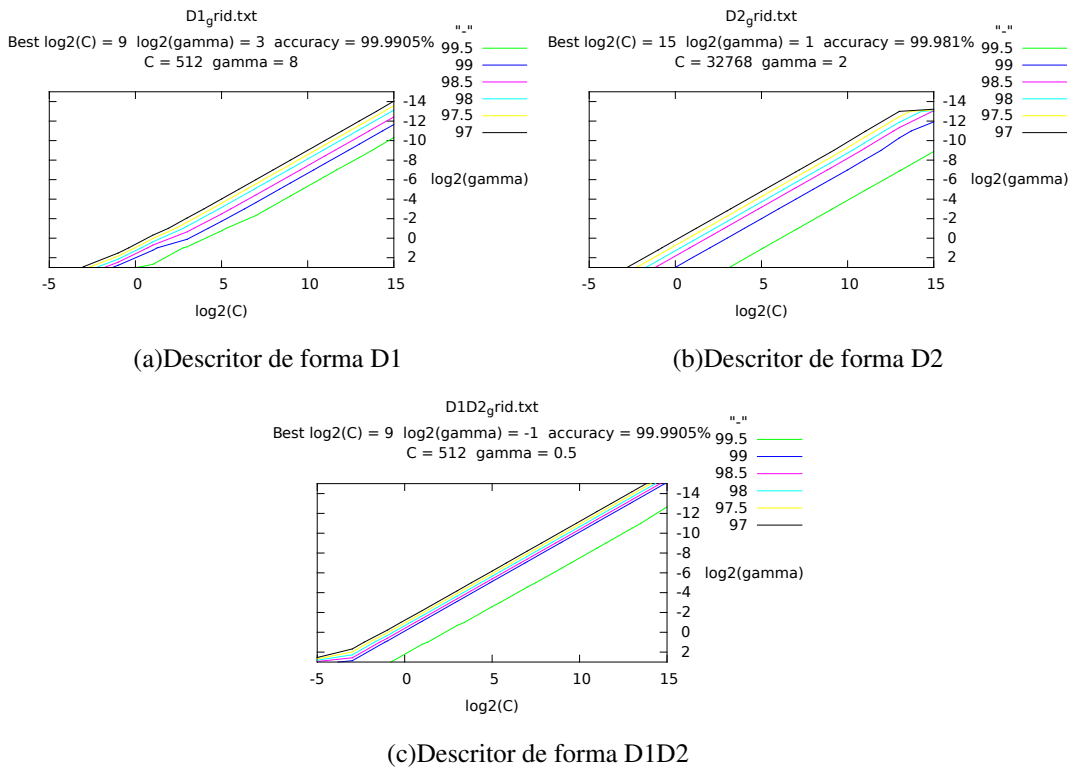 D1grid.txt
Best log2(C) = 9 log2(gamma) = 3 accuracy = 99.9905%
C = 512 gamma = 8
"-"
99.5
99
98.5
98
97.5
97
-14
-12
-10
-8
-6
-4
-2
0
2
log2(gamma)
-5 0 5 10 15
log2(C)
(a)Descritor de forma D1
D2grid.txt
Best log2(C) = 15 log2(gamma) = 1 accuracy = 99.981%
C = 32768 gamma = 2
"-"
99.5
99
98.5
98
97.5
97
-14
-12
-10
-8
-6
-4
-2
0
2
log2(gamma)
-5 0 5 10 15
log2(C)
(b)Descritor de forma D2
D1D2grid.txt
Best log2(C) = 9 log2(gamma) = -1 accuracy = 99.9905%
C = 512 gamma = 0.5
"-"
99.5
99
98.5
98
97.5
97
-14
-12
-10
-8
-6
-4
-2
0
2
log2(gamma)
-5 0 5 10 15
log2(C)
(c)Descritor de forma D1D2